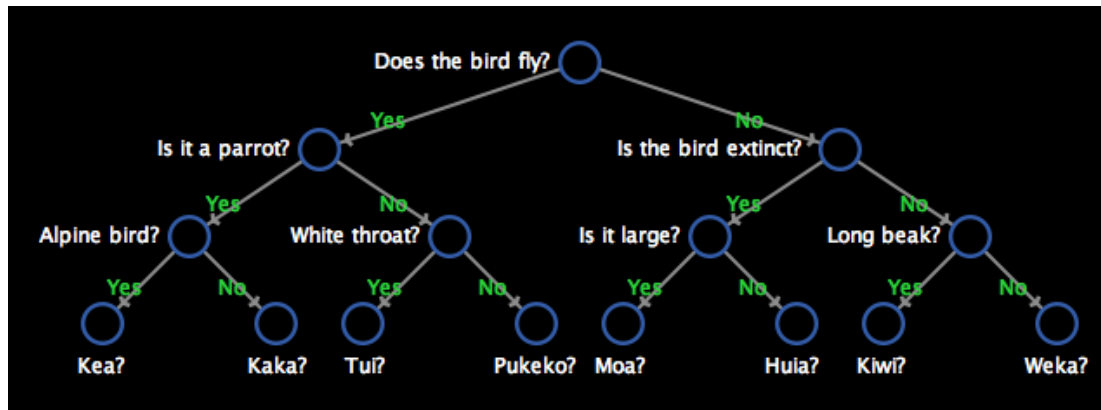 Does the bird fly?
Yes
No
Is it a parrot?
Is the bird extinct?
Yes
No
Yes
No
Alpine bird?
White throat?
Is it large?
Long beak?
Yes
No
Yes
No
Yes
No
Yes
No
Kea?
Kaka?
Tui?
Pukeko?
Moa?
Huia?
Kiwi?
Weka?